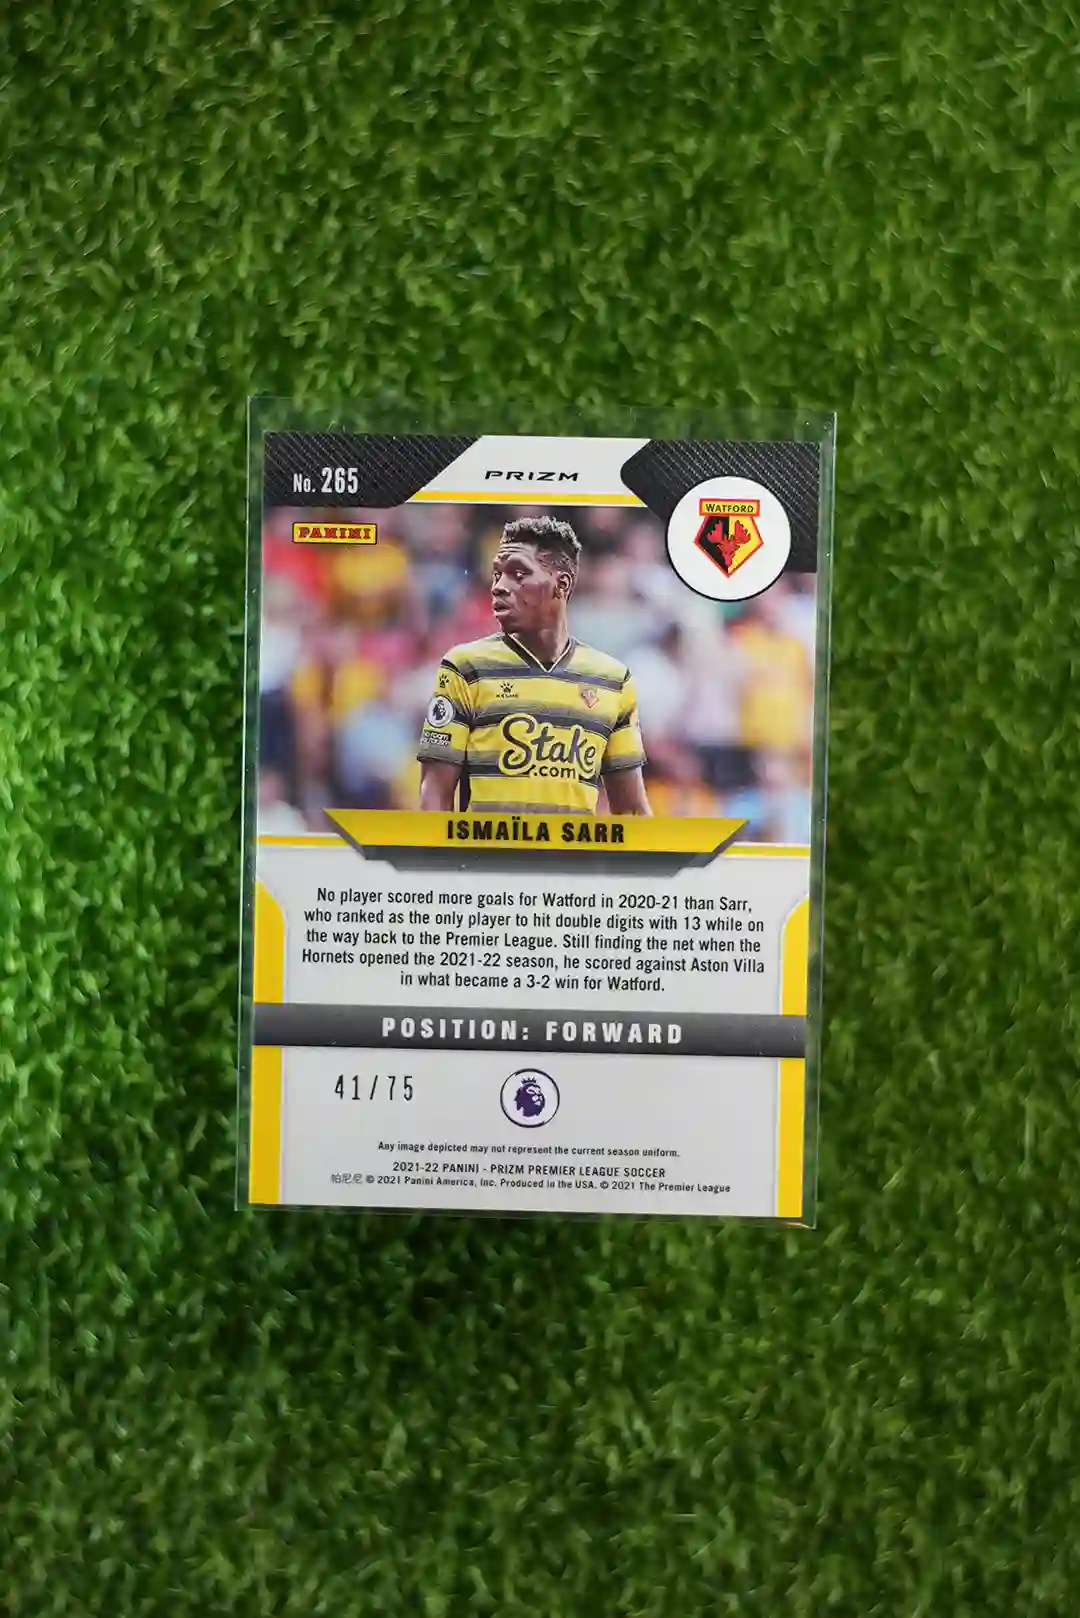 No. 265
PRIZM
WATFORD
PANINI
KELME
Stake
.com
ISMAÏLA SARR
No player scored more goals for Watford in 2020-21 than Sarr,
who ranked as the only player to hit double digits with 13 while on
the way back to the Premier League. Still finding the net when the
Hornets opened the 2021-22 season, he scored against Aston Villa
in what became a 3-2 win for Watford.
POSITION: FORWARD
41/75
Any image depicted may not represent the current season uniform.
2021-22 PANINI - PRIZM PREMIER LEAGUE SOCCER
帕尼尼 © 2021 Panini America, Inc. Produced in the USA. © 2021 The Premier League